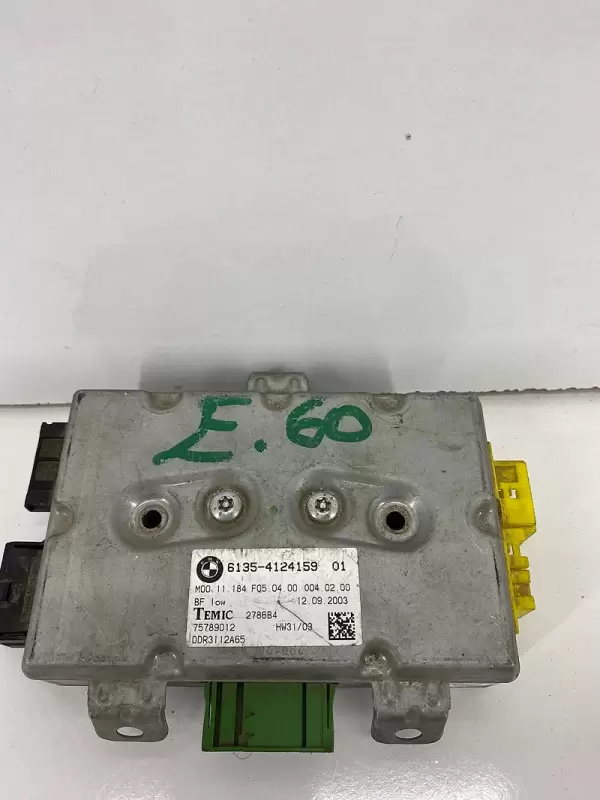 E.60
6135-4124159 01
M00.11.184 FQ5.04.00 004.02.00
BF low 12.09.2003
TEMIC 2786B4
75789012 HW31/03
DDR3112A65